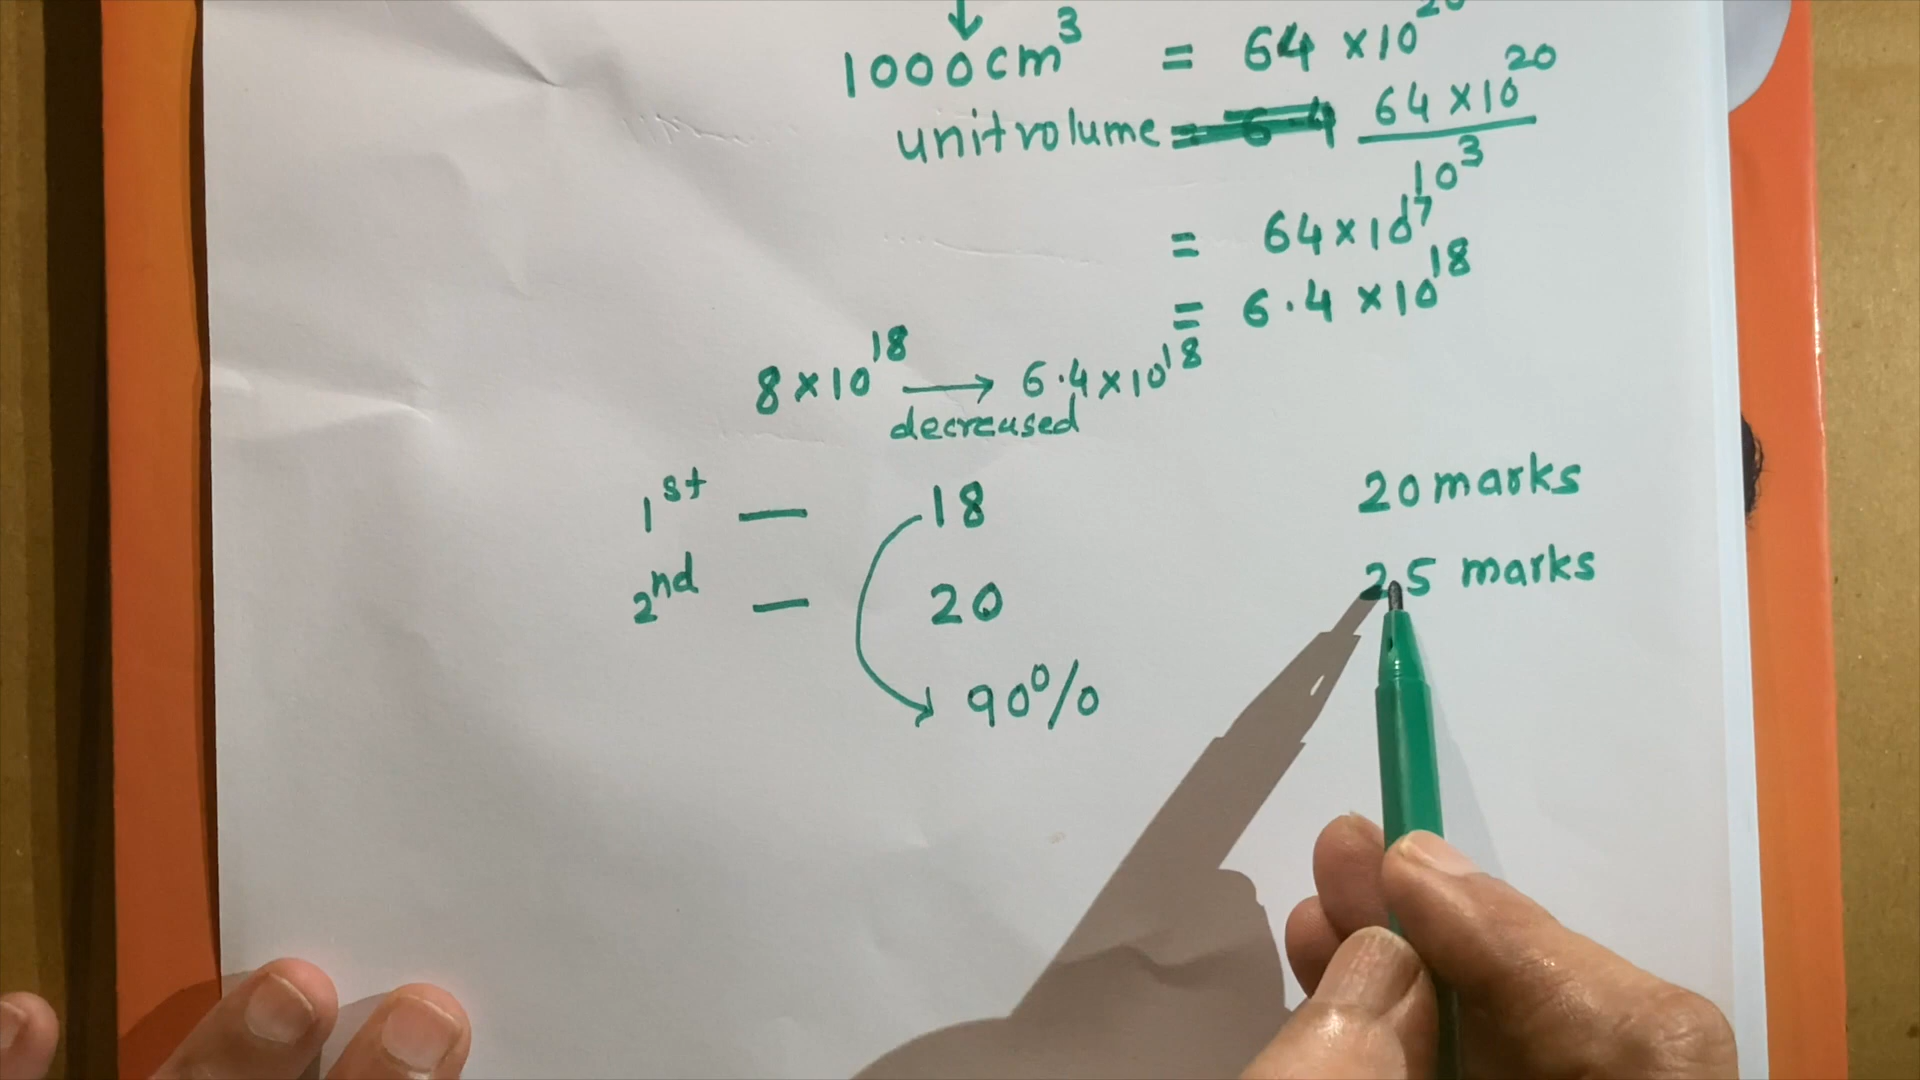 1000cm³ = 64 ×10²⁰
unit volume = 6.4 64 ×10²⁰ / 10³
= 64×10¹⁷
= 6.4 ×10¹⁸
8×10¹⁸ → 6.4×10¹⁸
decreased
1st — 18 20 marks
2nd — 20 25 marks
90%